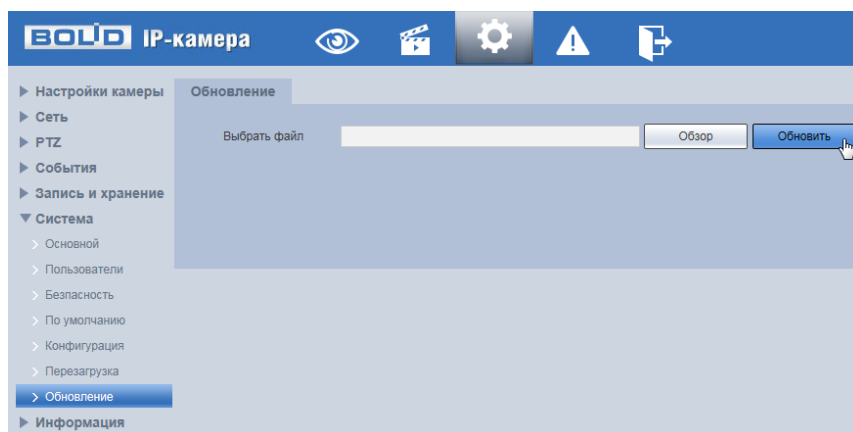 BOLID IP-камера
Настройки камеры
Сеть
PTZ
События
Запись и хранение
Система
Основной
Пользователи
Безпасность
По умолчанию
Конфигурация
Перезагрузка
Обновление
Информация
Обновление
Выбрать файл
Обзор
Обновить